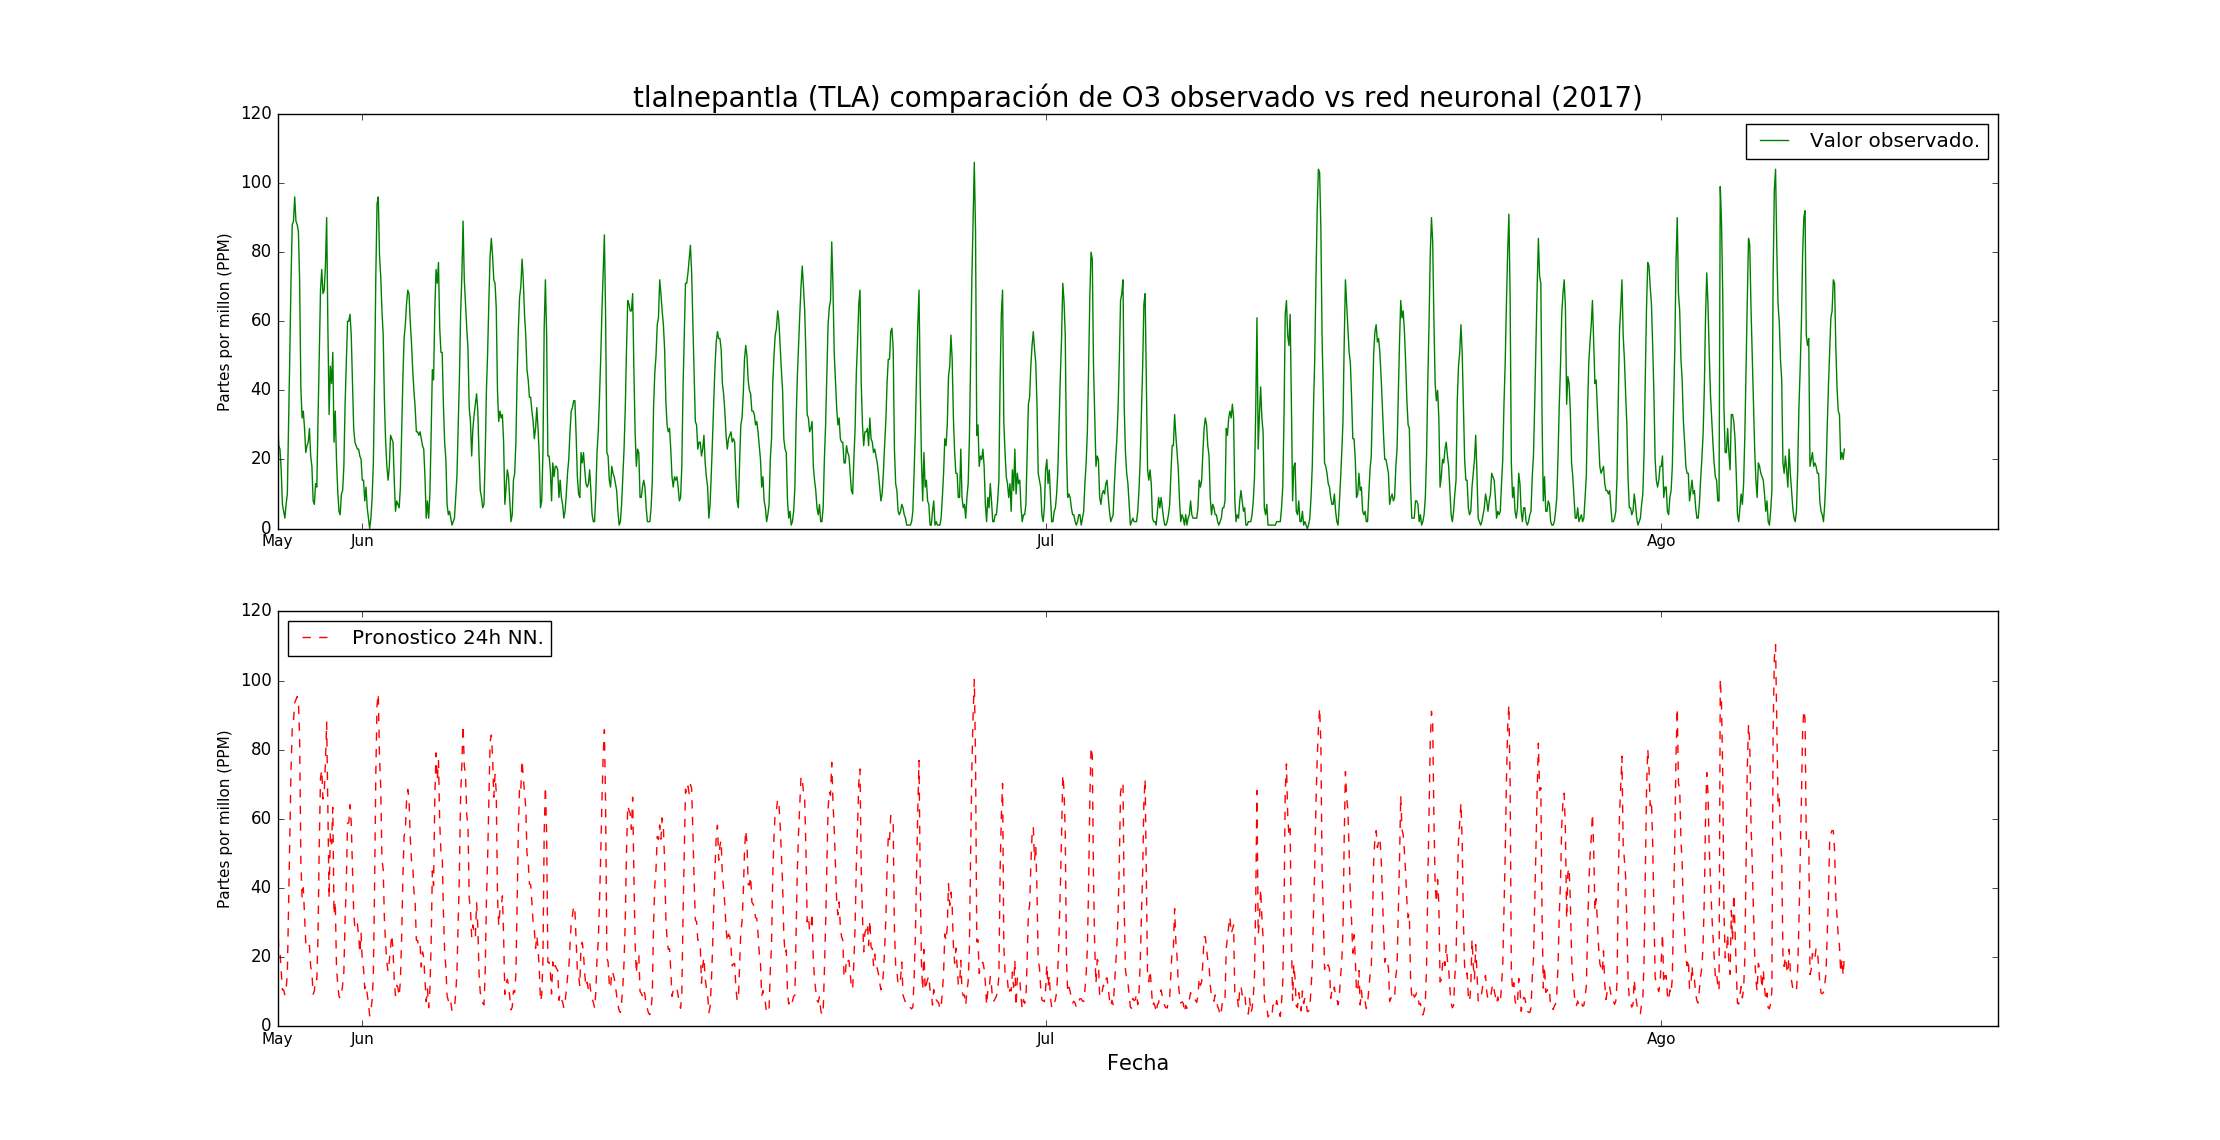 tlalnepantla (TLA) comparación de O3 observado vs red neuronal (2017)
120
100
80
60
40
20
0
Partes por millon (PPM)
Valor observado.
May Jun Jul Ago
120
100
80
60
40
20
0
Partes por millon (PPM)
Pronostico 24h NN.
May Jun Jul Ago
Fecha